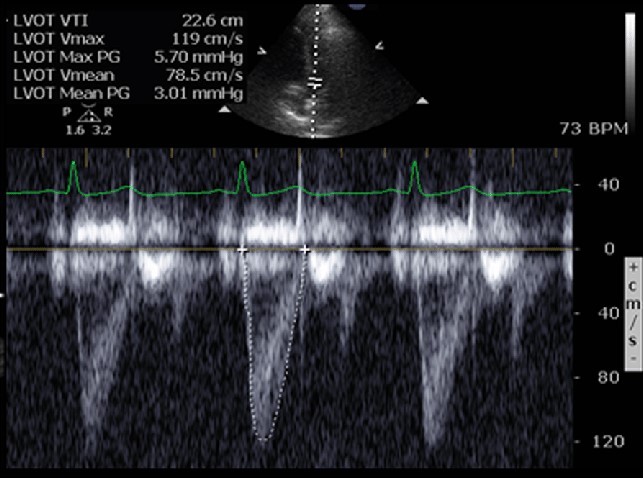 LVOT VTI 22.6 cm
LVOT Vmax 119 cm/s
LVOT Max PG 5.70 mmHg
LVOT Vmean 78.5 cm/s
LVOT Mean PG 3.01 mmHg
P R
1.6 3.2
73 BPM
40
0
+
c
m
/
s
-
40
80
120